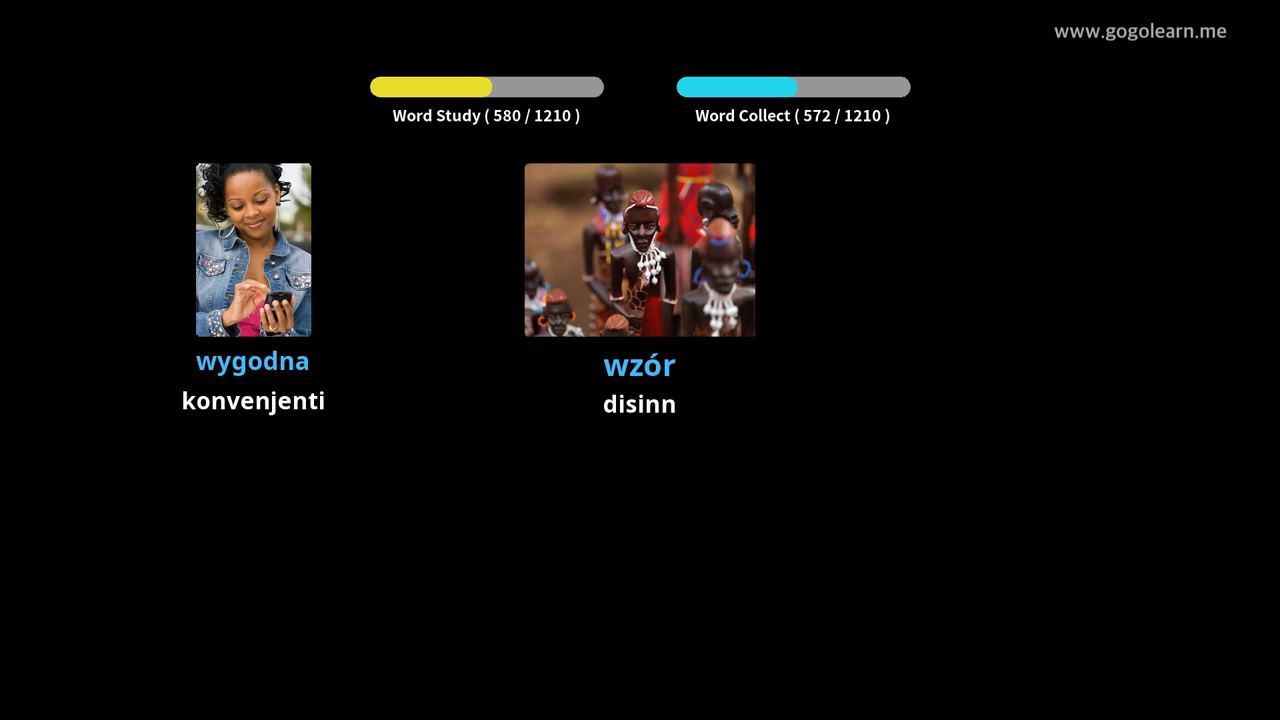 www.gogolearn.me
Word Study ( 580 / 1210 )
Word Collect ( 572 / 1210 )
wygodna
konvenjenti
wzór
disinn